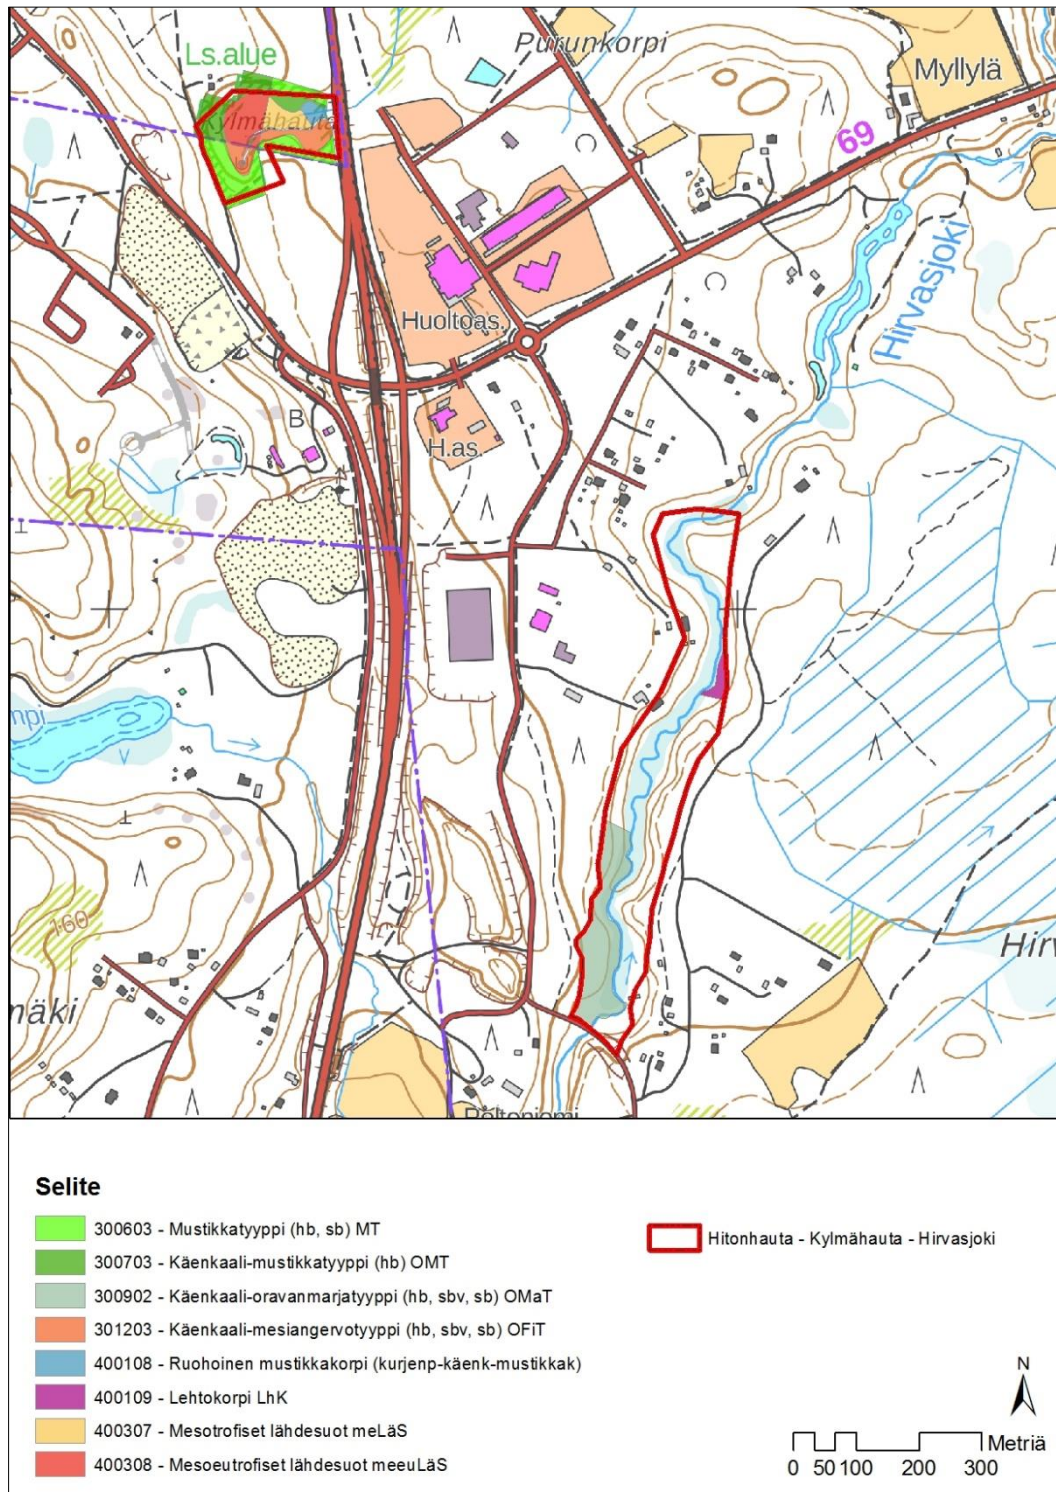 Purunkorpi
Ls.alue
Myllylä
Kylmähauta
69
Hirvasjoki
Huoltoas.
B
H.as.
mpi
160
Hirv
mäki
Peltoniemi
Selite
300603 - Mustikkatyyppi (hb, sb) MT
300703 - Käenkaali-mustikkatyyppi (hb) OMT
300902 - Käenkaali-oravanmarjatyyppi (hb, sbv, sb) OMaT
301203 - Käenkaali-mesiangervotyyppi (hb, sbv, sb) OFiT
400108 - Ruohoinen mustikkakorpi (kurjenp-käenk-mustikkak)
400109 - Lehtokorpi LhK
400307 - Mesotrofiset lähdesuot meLäS
400308 - Mesoeutrofiset lähdesuot meeuLäS
Hitonhauta - Kylmähauta - Hirvasjoki
N
Metriä
0 50 100 200 300